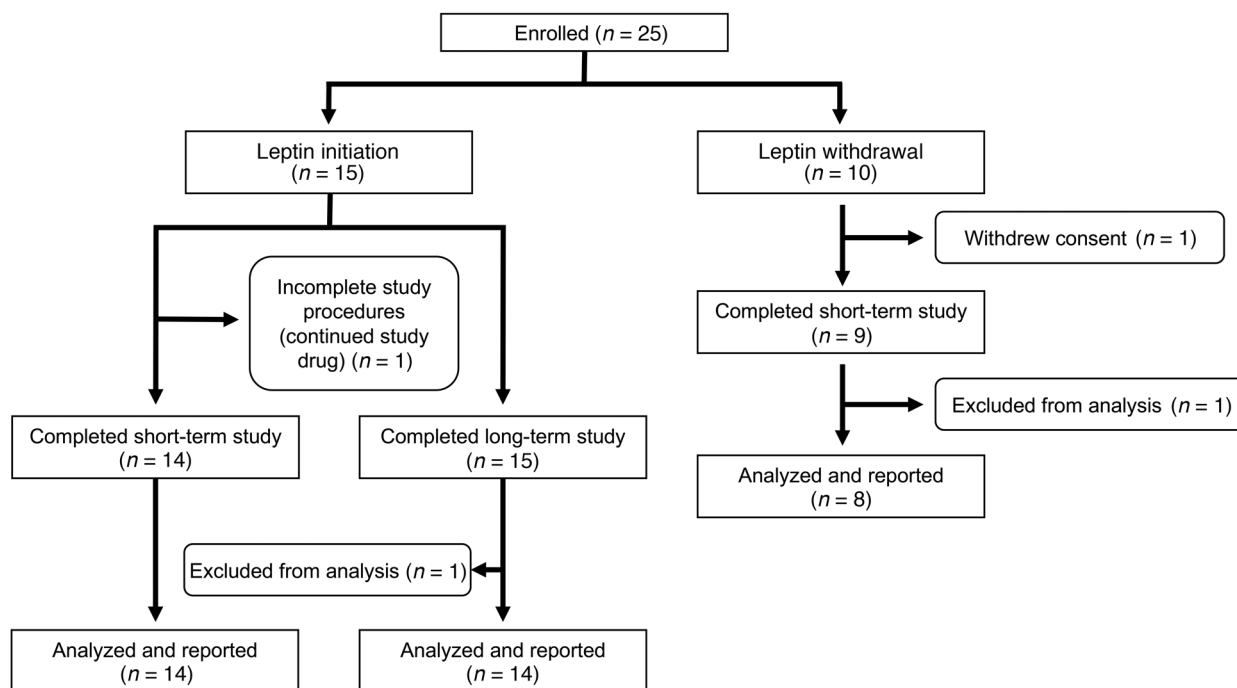 Enrolled (n = 25)
Leptin initiation
(n = 15)
Leptin withdrawal
(n = 10)
Withdrew consent (n = 1)
Incomplete study
procedures
(continued study
drug) (n = 1)
Completed short-term study
(n = 9)
Excluded from analysis (n = 1)
Completed short-term study
(n = 14)
Completed long-term study
(n = 15)
Analyzed and reported
(n = 8)
Excluded from analysis (n = 1)
Analyzed and reported
(n = 14)
Analyzed and reported
(n = 14)